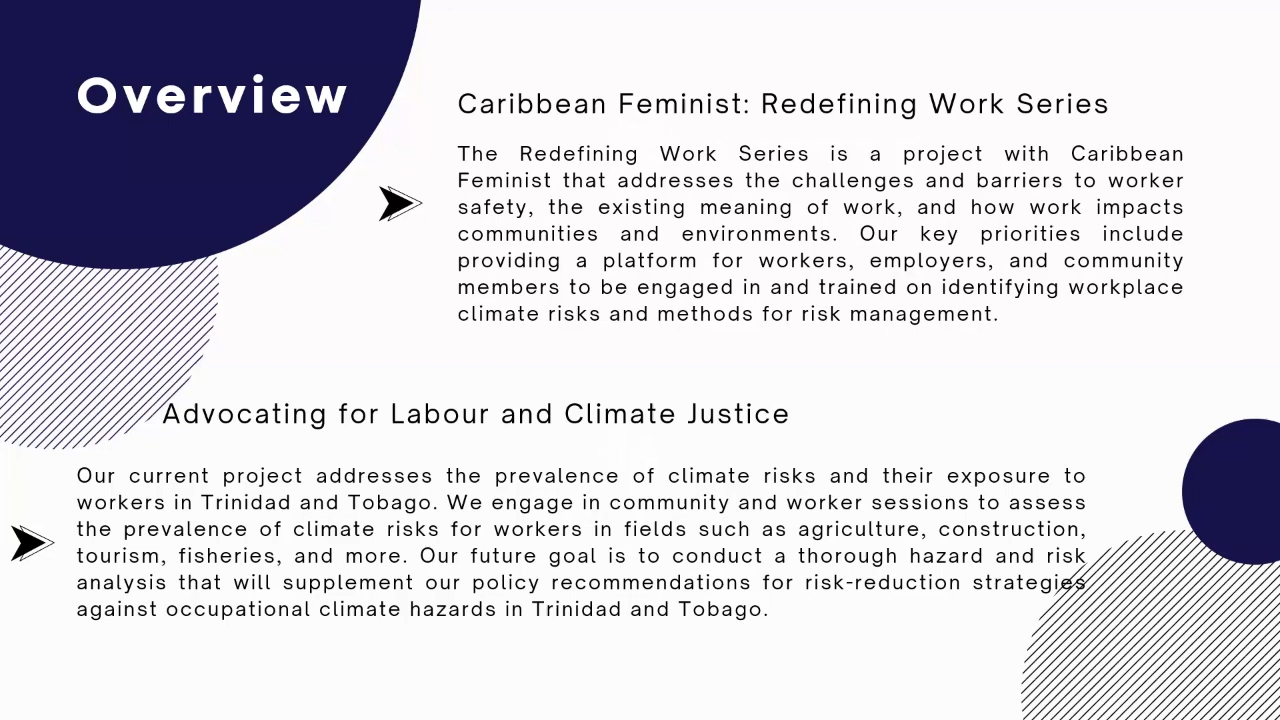 Overview
Caribbean Feminist: Redefining Work Series
The Redefining Work Series is a project with Caribbean
Feminist that addresses the challenges and barriers to worker
safety, the existing meaning of work, and how work impacts
communities and environments. Our key priorities include
providing a platform for workers, employers, and community
members to be engaged in and trained on identifying workplace
climate risks and methods for risk management.
Advocating for Labour and Climate Justice
Our current project addresses the prevalence of climate risks and their exposure to
workers in Trinidad and Tobago. We engage in community and worker sessions to assess
the prevalence of climate risks for workers in fields such as agriculture, construction,
tourism, fisheries, and more. Our future goal is to conduct a thorough hazard and risk
analysis that will supplement our policy recommendations for risk-reduction strategies
against occupational climate hazards in Trinidad and Tobago.